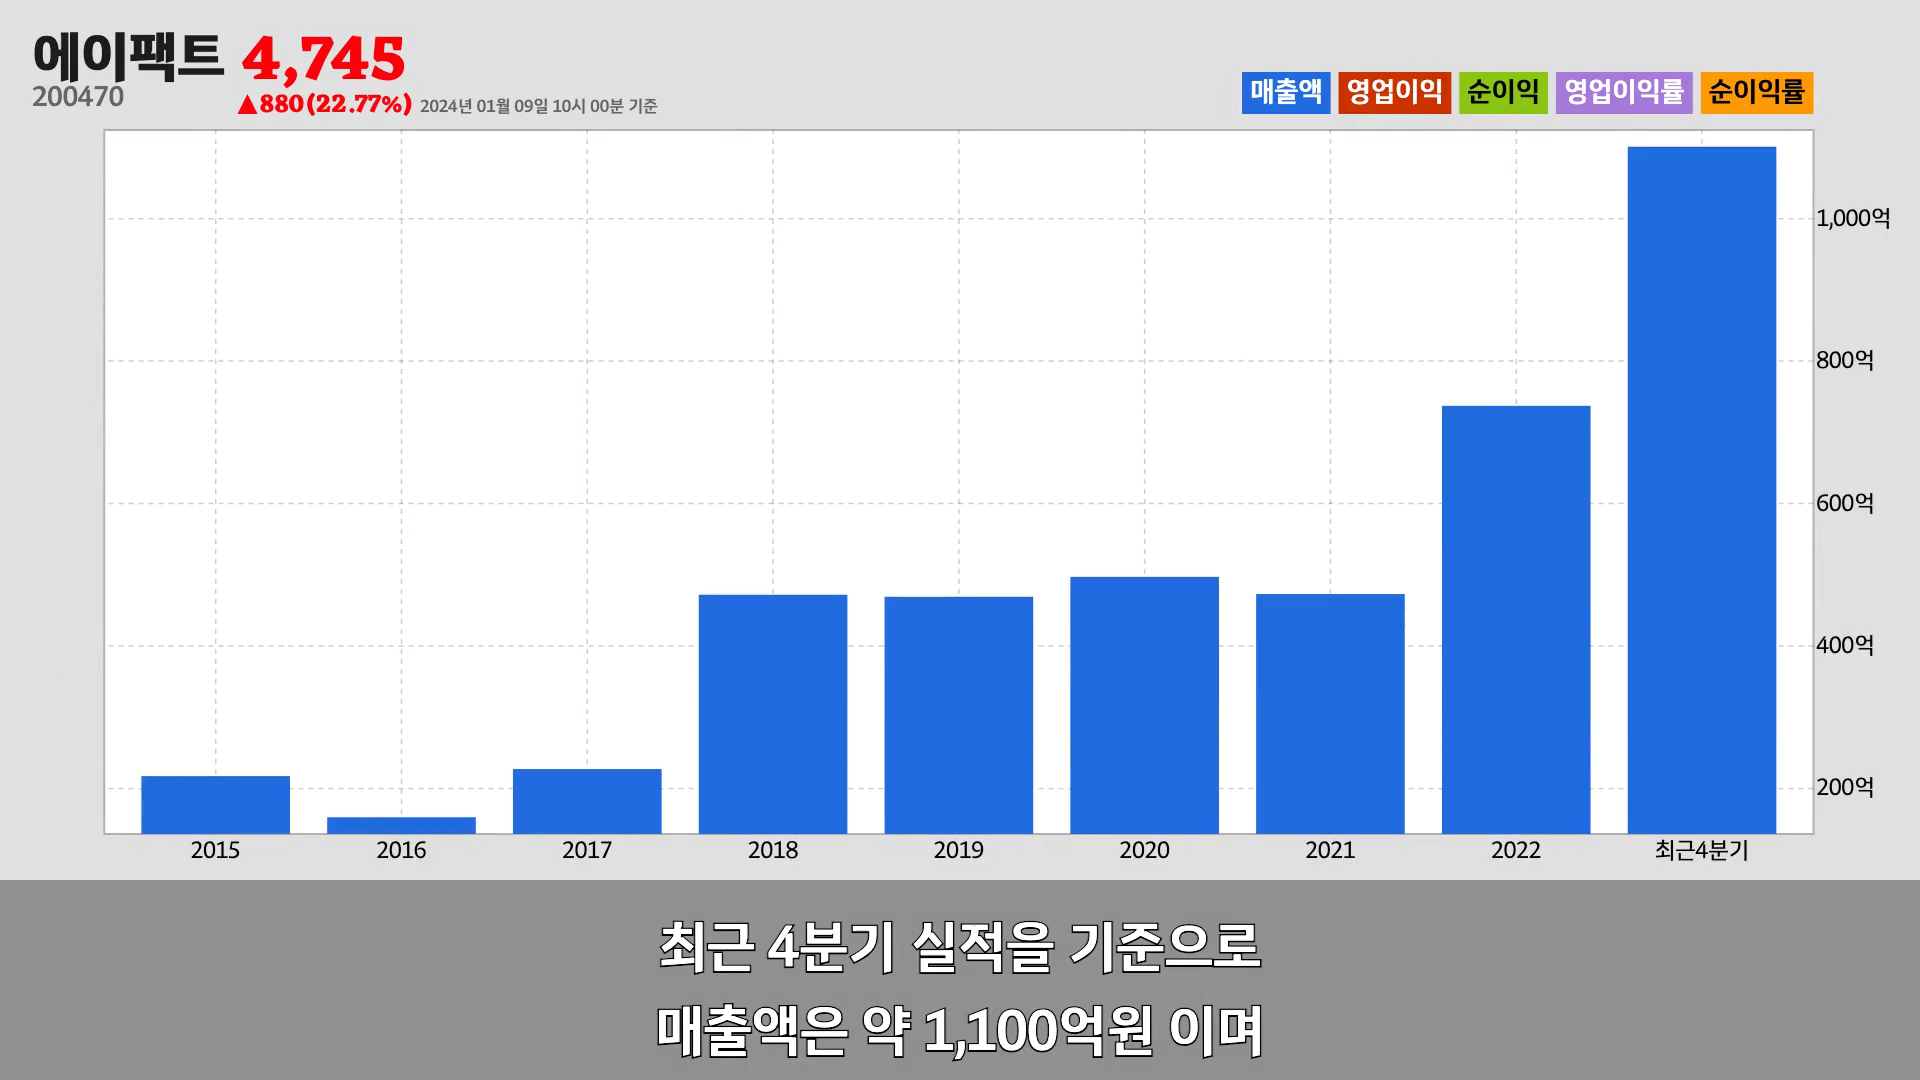 에이팩트 4,745
200470
▲880(22.77%) 2024년 01월 09일 10시 00분 기준
매출액 영업이익 순이익 영업이익률 순이익률
1,000억
800억
600억
400억
200억
2015 2016 2017 2018 2019 2020 2021 2022 최근4분기
최근 4분기 실적을 기준으로
매출액은 약 1,100억원 이며